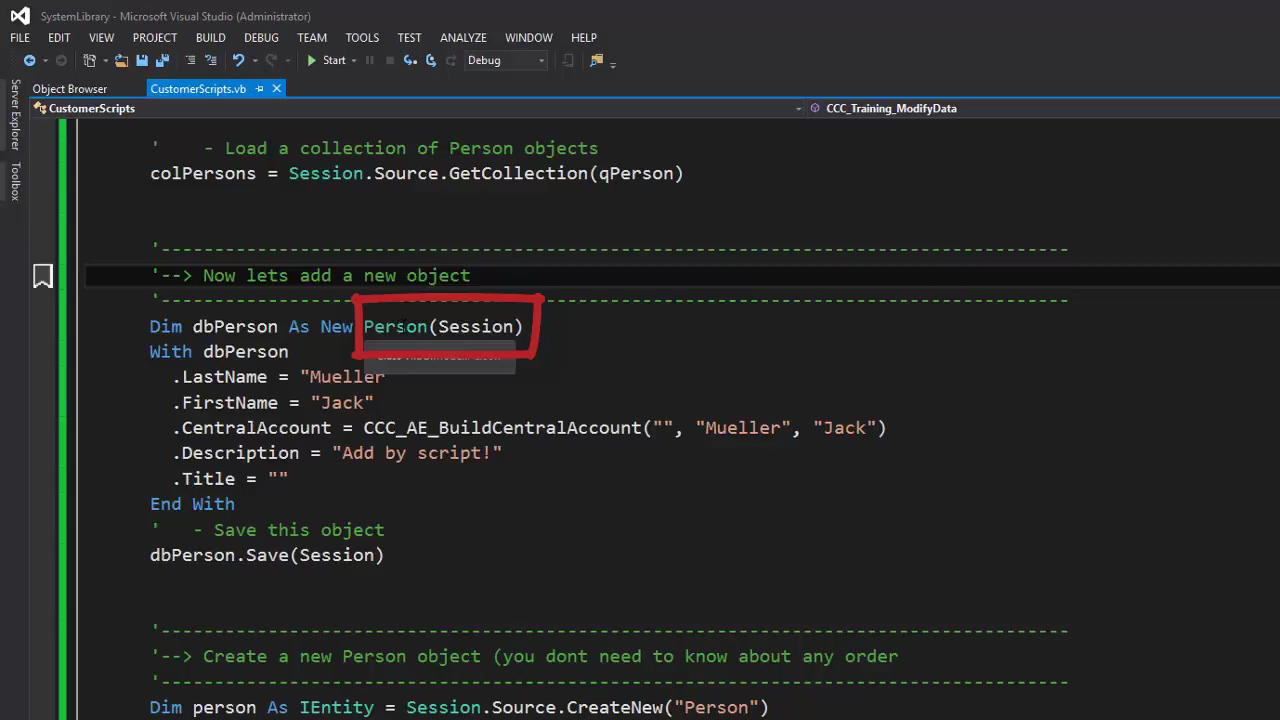 SystemLibrary - Microsoft Visual Studio (Administrator)
FILE EDIT VIEW PROJECT BUILD DEBUG TEAM TOOLS TEST ANALYZE WINDOW HELP
Start Debug
Object Browser CustomerScripts.vb
CustomerScripts CCC_Training_ModifyData
Server Explorer
Toolbox
' - Load a collection of Person objects
colPersons = Session.Source.GetCollection(qPerson)
'-------------------------------------------------------------------------------------
'--> Now lets add a new object
'-------------------------------------------------------------------------------------
Dim dbPerson As New Person(Session)
With dbPerson
.LastName = "Mueller
.FirstName = "Jack"
.CentralAccount = CCC_AE_BuildCentralAccount("", "Mueller", "Jack")
.Description = "Add by script!"
.Title = ""
End With
' - Save this object
dbPerson.Save(Session)
'-------------------------------------------------------------------------------------
'--> Create a new Person object (you dont need to know about any order
'-------------------------------------------------------------------------------------
Dim person As IEntity = Session.Source.CreateNew("Person")